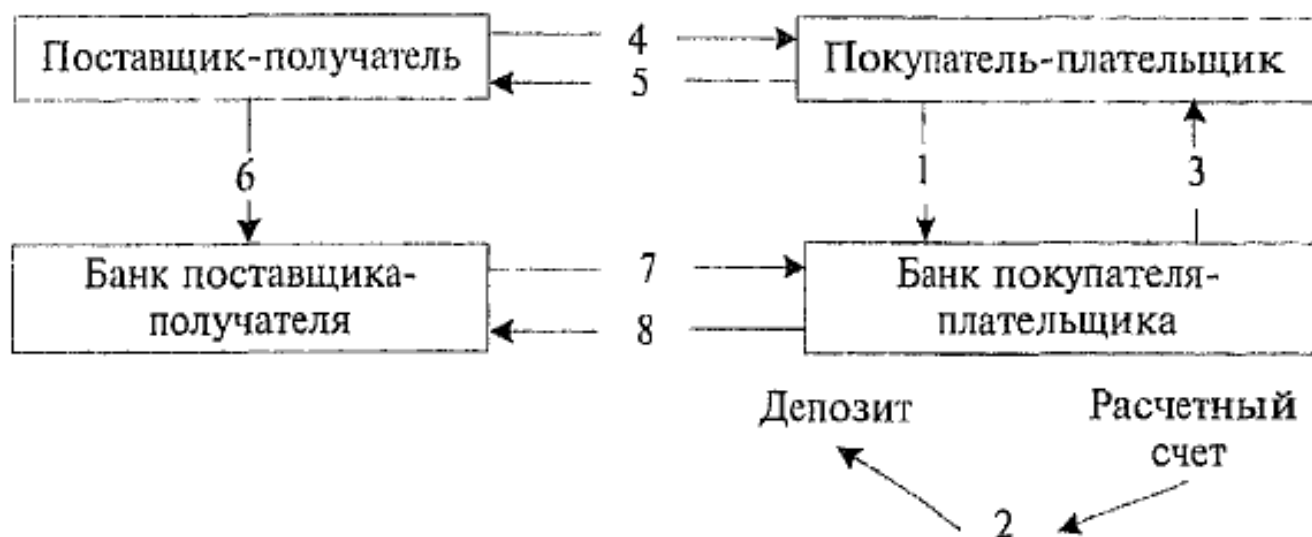 Поставщик-получатель
4
5
Покупатель-плательщик
6
1
3
Банк поставщика-
получателя
7
8
Банк покупателя-
плательщика
Депозит
Расчетный
счет
2